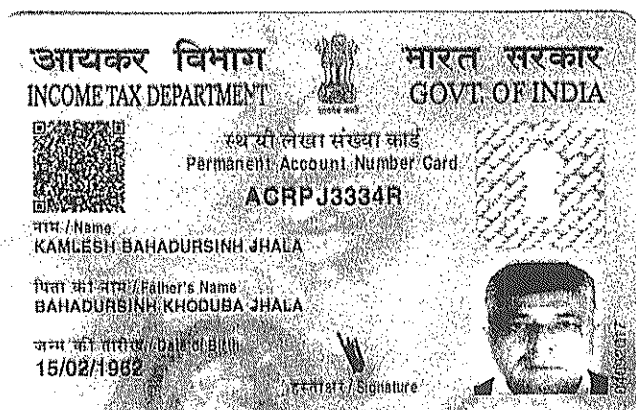 आयकर विभाग
INCOME TAX DEPARTMENT
भारत सरकार
GOVT. OF INDIA
स्थायी लेखा संख्या कार्ड
Permanent Account Number Card
ACRPJ3334R
नाम / Name
KAMLESH BAHADURSINH JHALA
पिता का नाम / Father's Name
BAHADURSINH KHODUBA JHALA
जन्म की तारीख / Date of Birth
15/02/1962
हस्ताक्षर / Signature